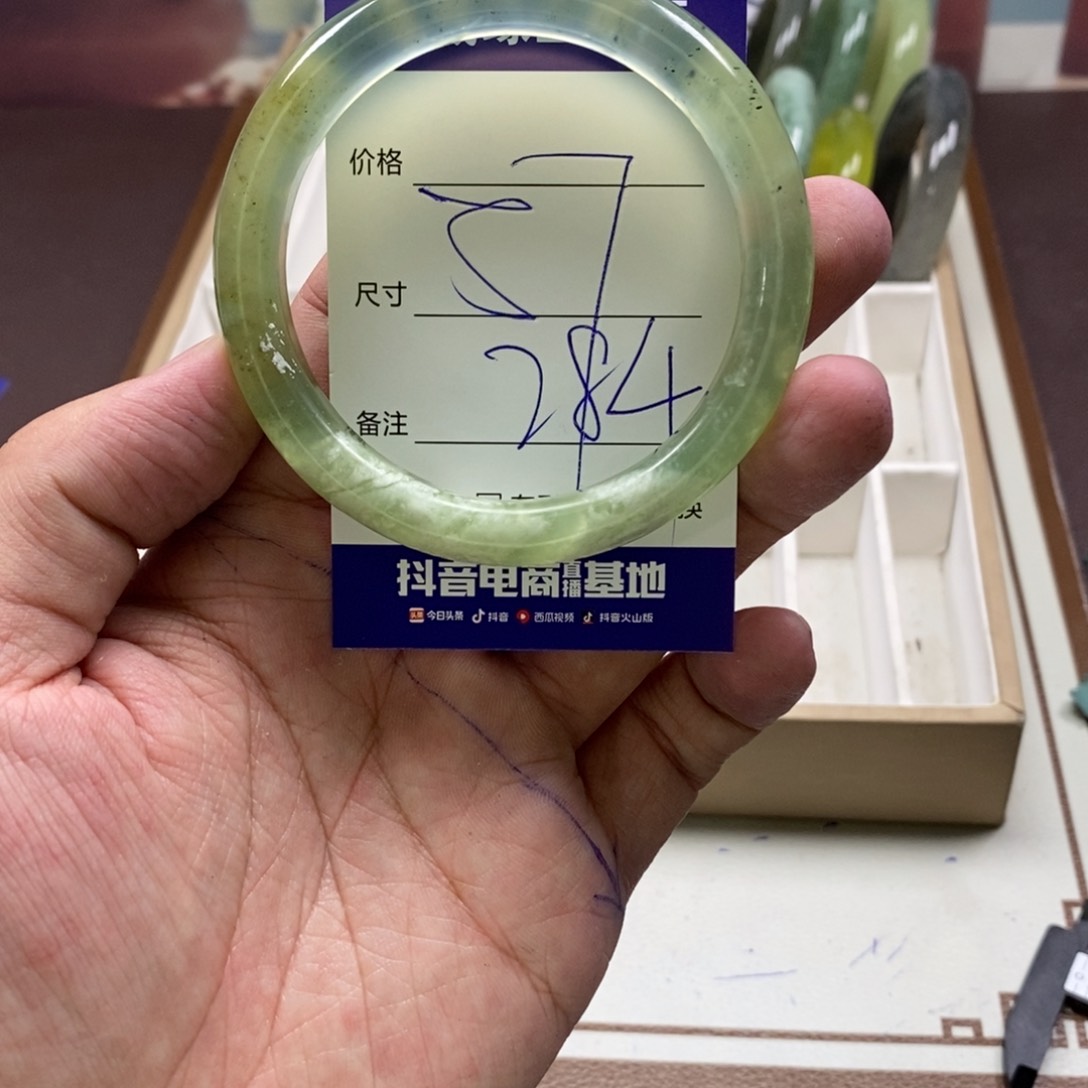 价格
57
尺寸
284
备注
抖音电商直播基地
今日头条 抖音 西瓜视频 抖音火山版